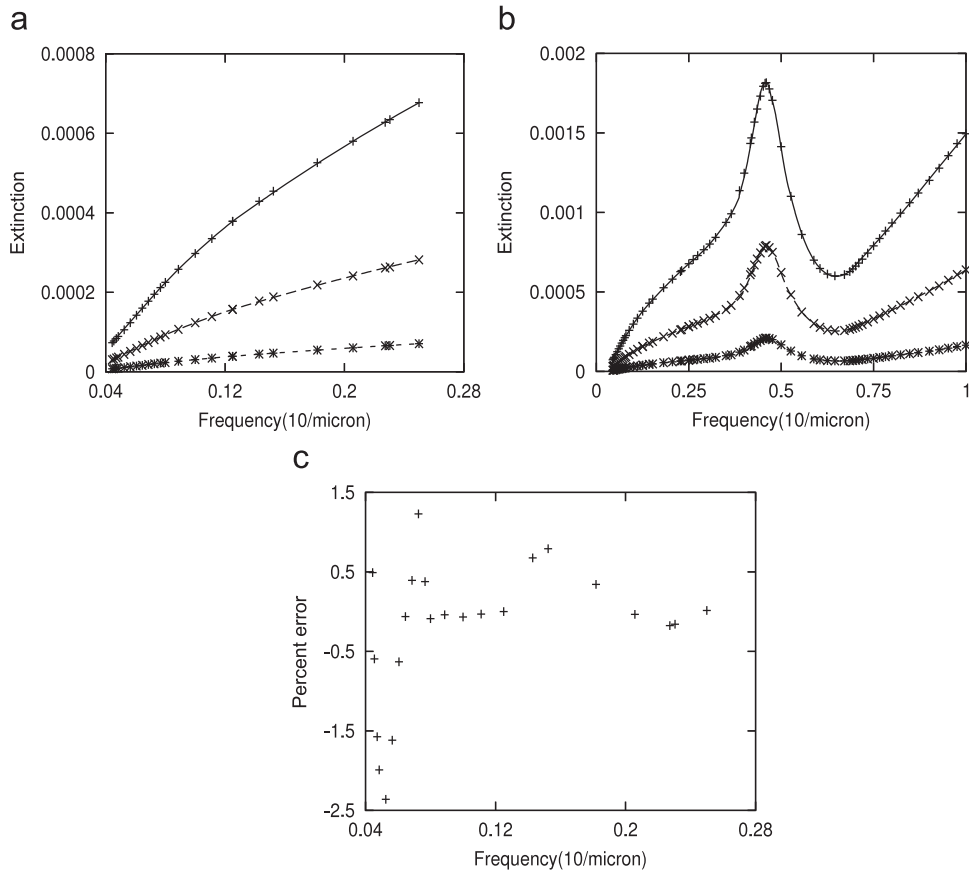 a
0.0008
0.0006
0.0004
0.0002
0
Extinction
0.04 0.12 0.2 0.28
Frequency(10/micron)
b
0.002
0.0015
0.001
0.0005
0
Extinction
0 0.25 0.5 0.75 1
Frequency(10/micron)
c
1.5
0.5
-0.5
-1.5
-2.5
Percent error
0.04 0.12 0.2 0.28
Frequency(10/micron)